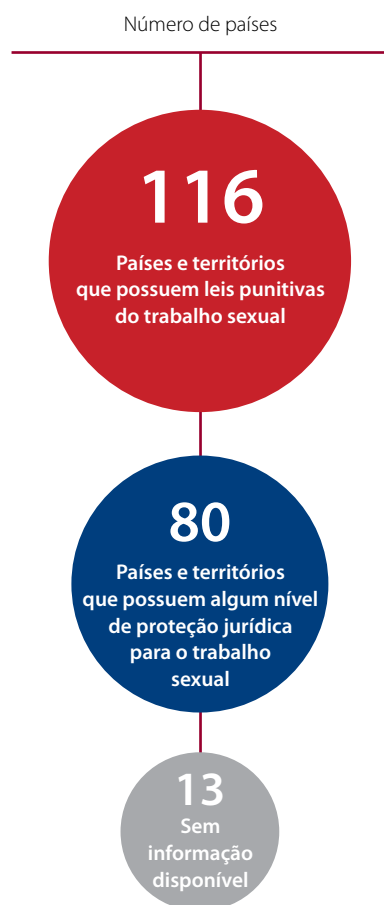 Número de países
116
Países e territórios
que possuem leis punitivas
do trabalho sexual
80
Países e territórios
que possuem algum nível
de proteção jurídica
para o trabalho
sexual
13
Sem
informação
disponível